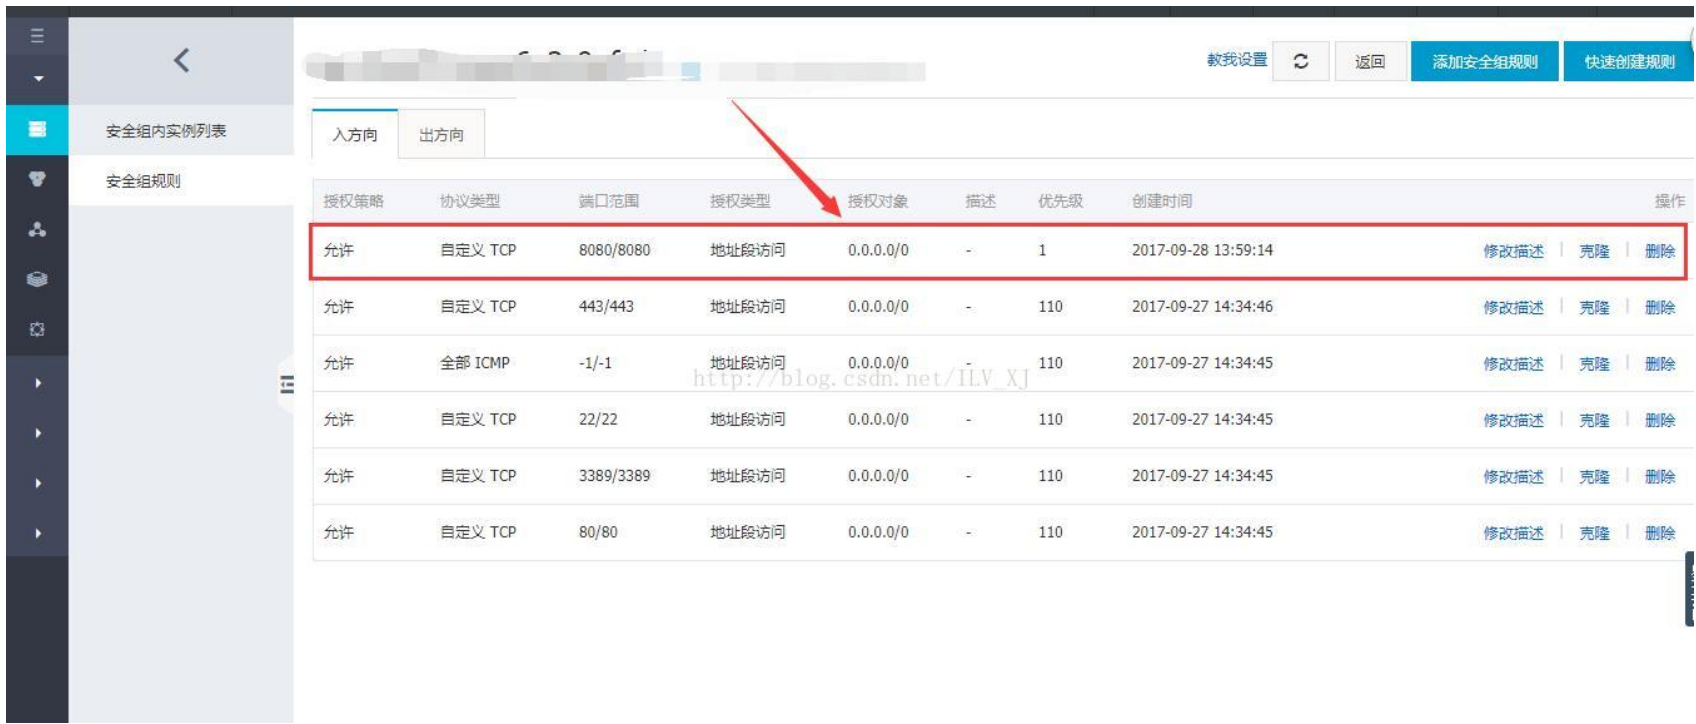 教我设置 返回 添加安全组规则 快速创建规则
安全组内实例列表
安全组规则
入方向 出方向
授权策略 协议类型 端口范围 授权类型 授权对象 描述 优先级 创建时间 操作
允许 自定义 TCP 8080/8080 地址段访问 0.0.0.0/0 - 1 2017-09-28 13:59:14 修改描述 | 克隆 | 删除
允许 自定义 TCP 443/443 地址段访问 0.0.0.0/0 - 110 2017-09-27 14:34:46 修改描述 | 克隆 | 删除
允许 全部 ICMP -1/-1 地址段访问 0.0.0.0/0 - 110 2017-09-27 14:34:45 修改描述 | 克隆 | 删除
http://blog.csdn.net/ILV_XJ
允许 自定义 TCP 22/22 地址段访问 0.0.0.0/0 - 110 2017-09-27 14:34:45 修改描述 | 克隆 | 删除
允许 自定义 TCP 3389/3389 地址段访问 0.0.0.0/0 - 110 2017-09-27 14:34:45 修改描述 | 克隆 | 删除
允许 自定义 TCP 80/80 地址段访问 0.0.0.0/0 - 110 2017-09-27 14:34:45 修改描述 | 克隆 | 删除